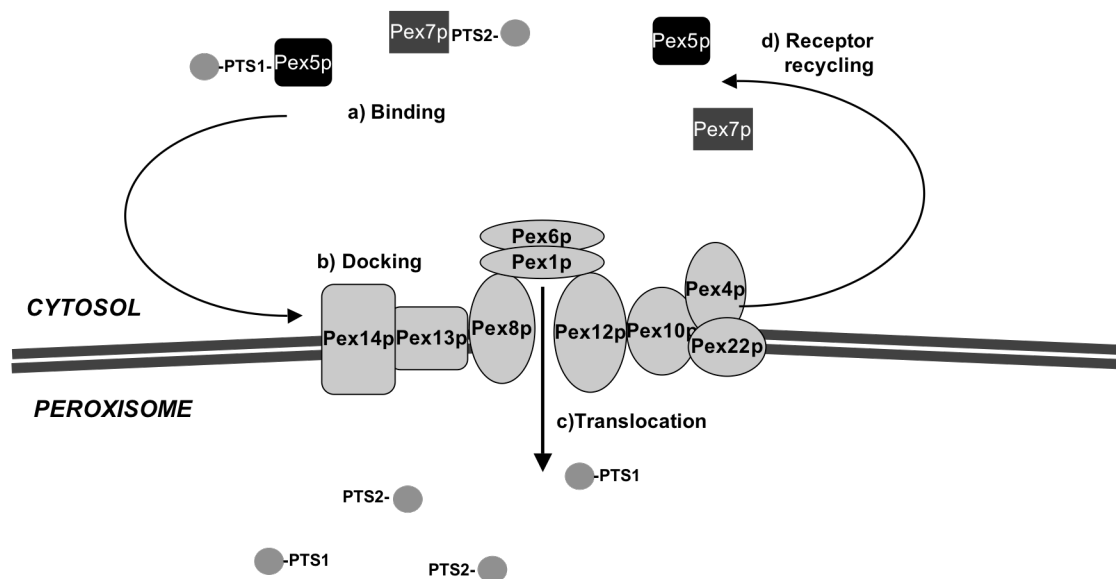 -PTS1-
Pex5p
Pex7p
PTS2-
Pex5p
d) Receptor
recycling
a) Binding
Pex7p
Pex6p
Pex1p
b) Docking
CYTOSOL
Pex14p
Pex13p
Pex8p
Pex12p
Pex10p
Pex4p
Pex22p
PEROXISOME
c)Translocation
-PTS1
PTS2-
-PTS1
PTS2-